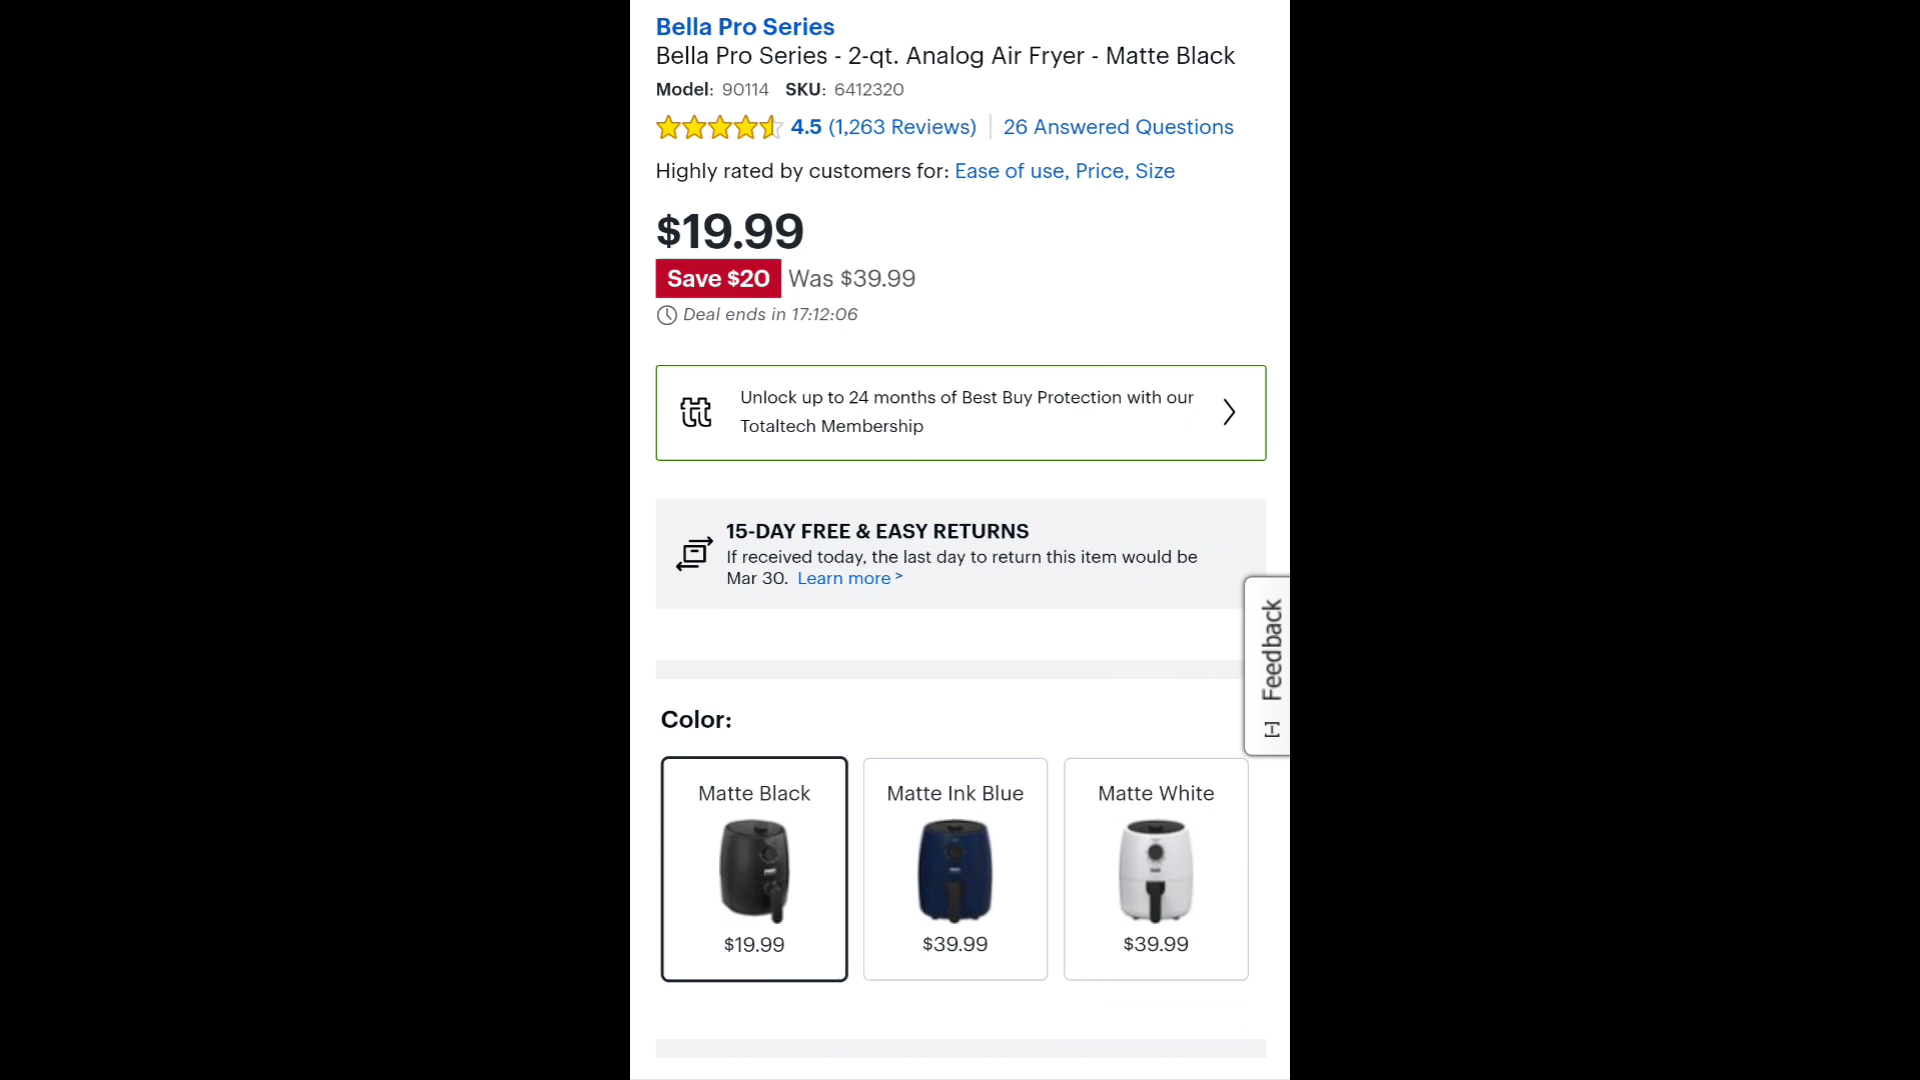 Bella Pro Series
Bella Pro Series - 2-qt. Analog Air Fryer - Matte Black
Model: 90114 SKU: 6412320
4.5 (1,263 Reviews) 26 Answered Questions
Highly rated by customers for: Ease of use, Price, Size
$19.99
Save $20 Was $39.99
Deal ends in 17:12:06
Unlock up to 24 months of Best Buy Protection with our
Totaltech Membership
15-DAY FREE & EASY RETURNS
If received today, the last day to return this item would be
Mar 30. Learn more >
[-] Feedback
Color:
Matte Black Matte Ink Blue Matte White
$19.99 $39.99 $39.99